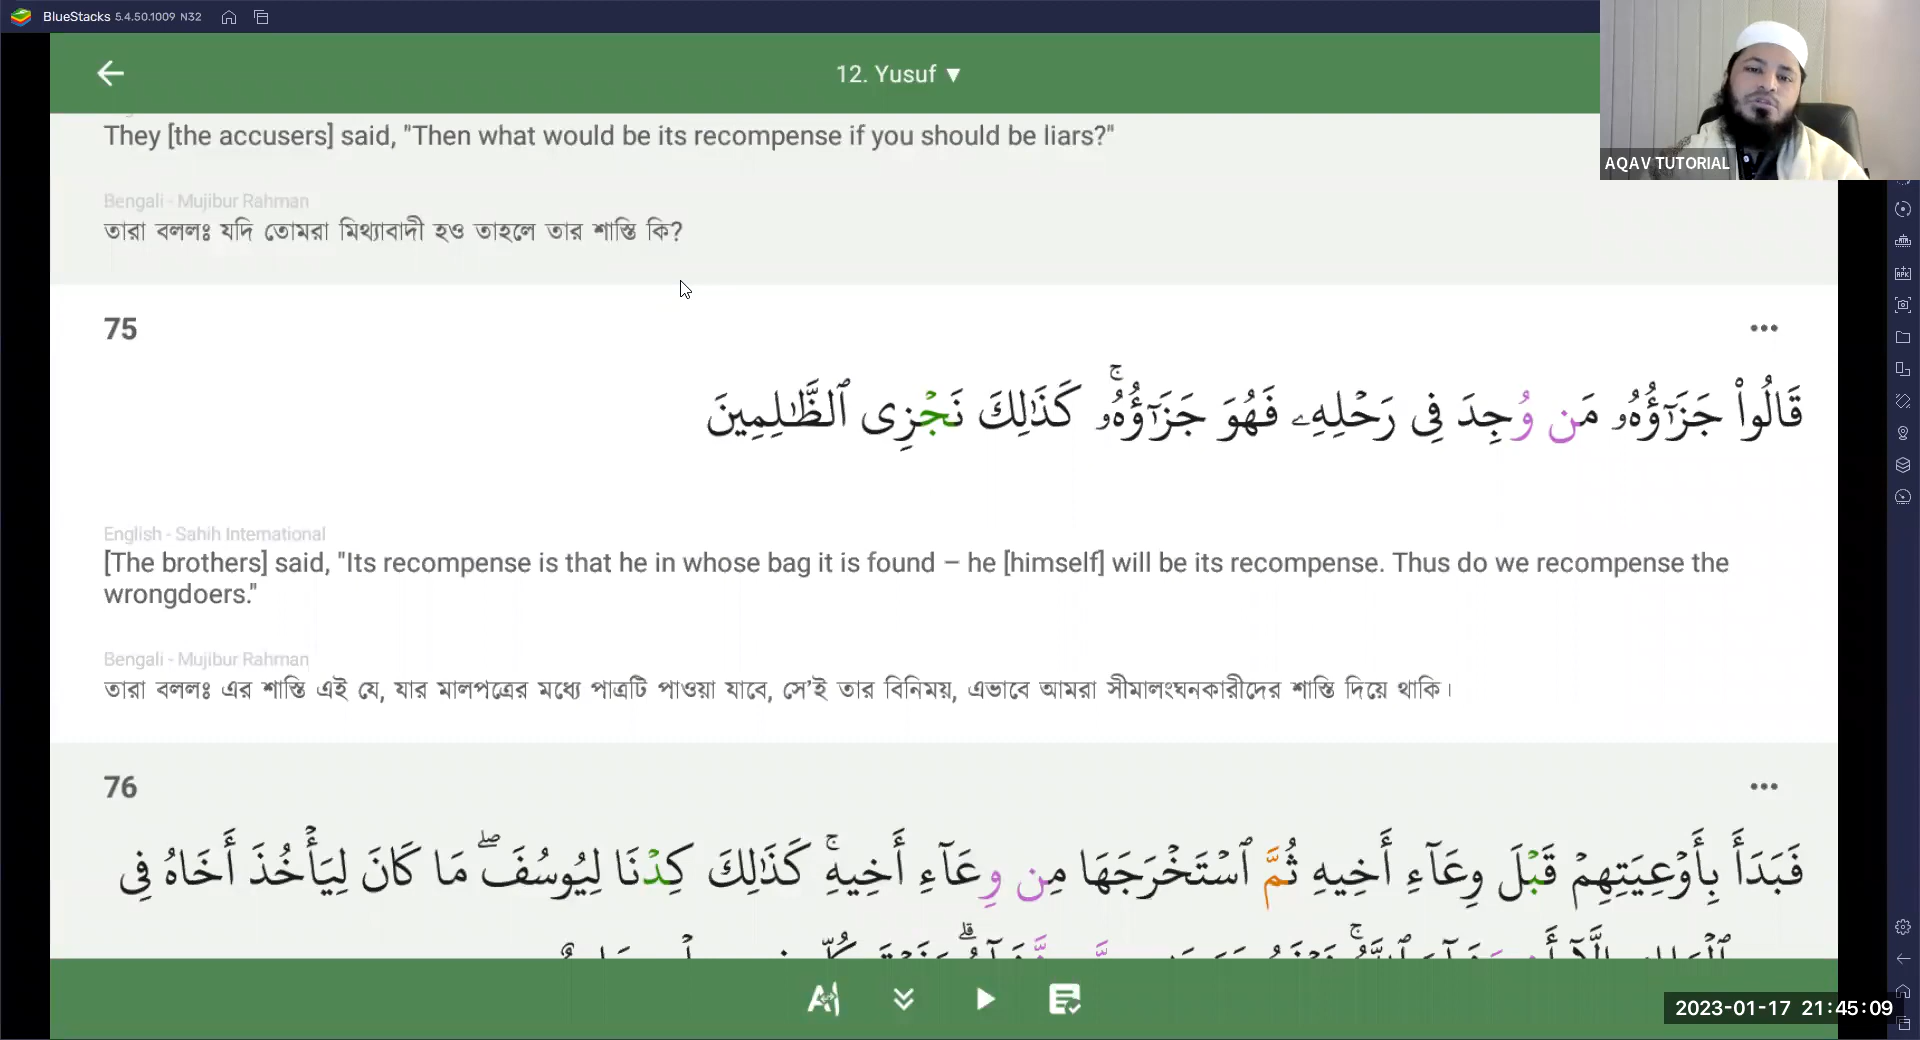 BlueStacks 5.4.50.1009 N32
12. Yusuf ▼
AQAV TUTORIAL
They [the accusers] said, "Then what would be its recompense if you should be liars?"
Bengali - Mujibur Rahman
তারা বললঃ যদি তোমরা মিথ্যাবাদী হও তাহলে তার শাস্তি কি?
75
قَالُوا۟ جَزَـٰٓؤُهُۥ مَن وُجِدَ فِى رَحْلِهِۦ فَهُوَ جَزَـٰٓؤُهُۥ ۚ كَذَٰلِكَ نَجْزِى ٱلظَّـٰلِمِينَ
English - Sahih International
[The brothers] said, "Its recompense is that he in whose bag it is found – he [himself] will be its recompense. Thus do we recompense the
wrongdoers."
Bengali - Mujibur Rahman
তারা বললঃ এর শাস্তি এই যে, যার মালপত্রের মধ্যে পাত্রটি পাওয়া যাবে, সে'ই তার বিনিময়, এভাবে আমরা সীমালংঘনকারীদের শাস্তি দিয়ে থাকি।
76
فَبَدَأَ بِأَوْعِيَتِهِمْ قَبْلَ وِعَآءِ أَخِيهِ ثُمَّ ٱسْتَخْرَجَهَا مِن وِعَآءِ أَخِيهِ ۚ كَذَٰلِكَ كِدْنَا لِيُوسُفَ ۖ مَا كَانَ لِيَأْخُذَ أَخَاهُ فِى
2023-01-17 21:45:09